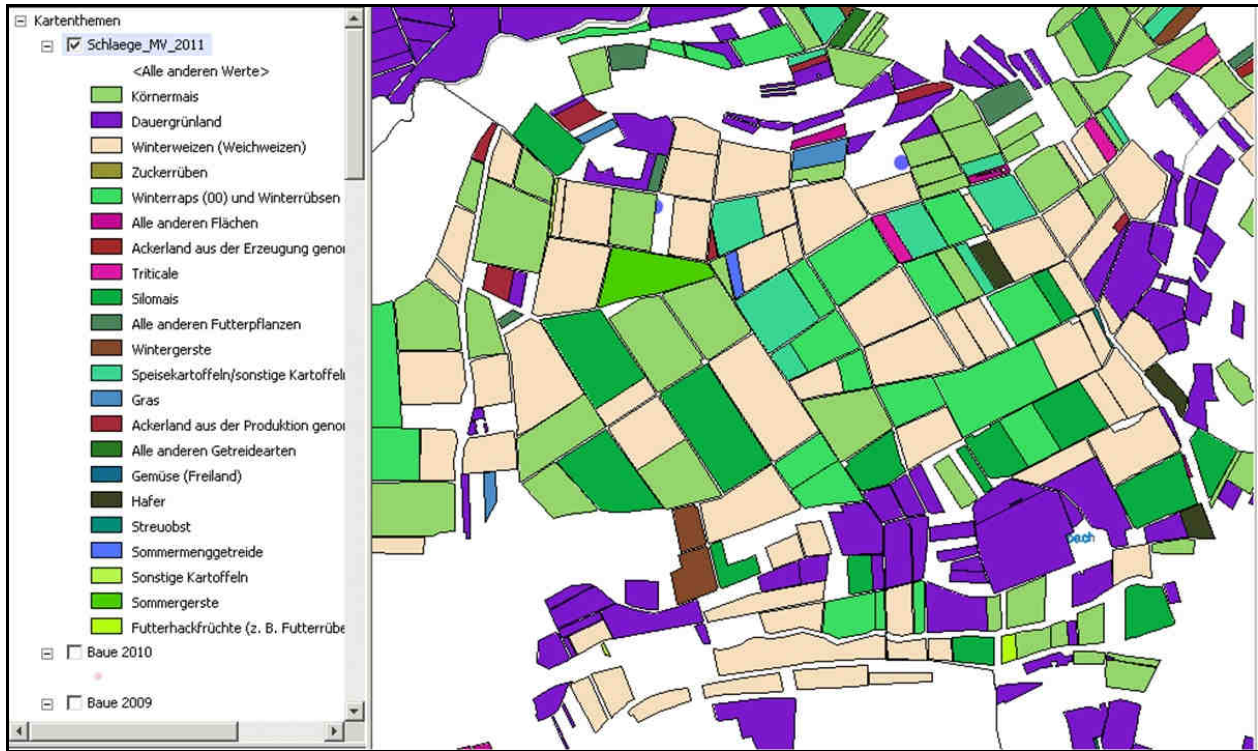 Kartenthemen
Schlaege_MV_2011
<Alle anderen Werte>
Körnermais
Dauergrünland
Winterweizen (Weichweizen)
Zuckerrüben
Winterraps (00) und Winterrübsen
Alle anderen Flächen
Ackerland aus der Erzeugung genor
Triticale
Silomais
Alle anderen Futterpflanzen
Wintergerste
Speisekartoffeln/sonstige Kartoffeln
Gras
Ackerland aus der Produktion genor
Alle anderen Getreidearten
Gemüse (Freiland)
Hafer
Streuobst
Sommermenggetreide
Sonstige Kartoffeln
Sommergerste
Futterhackfrüchte (z. B. Futterrübe
Baue 2010
Baue 2009